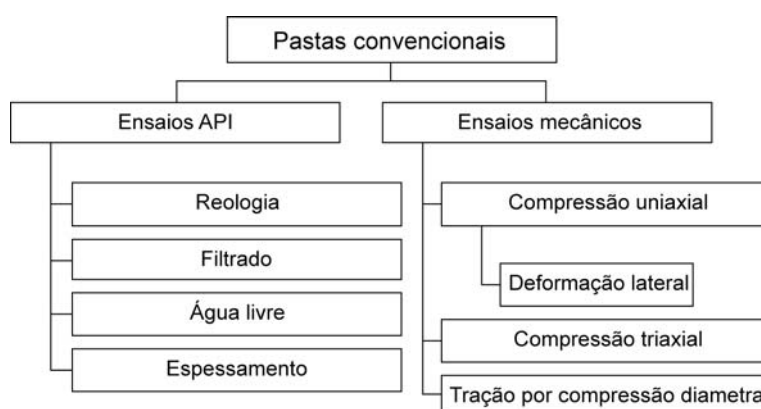 Pastas convencionais
Ensaios API
Ensaios mecânicos
Reologia
Compressão uniaxial
Filtrado
Deformação lateral
Água livre
Compressão triaxial
Espessamento
Tração por compressão diametra